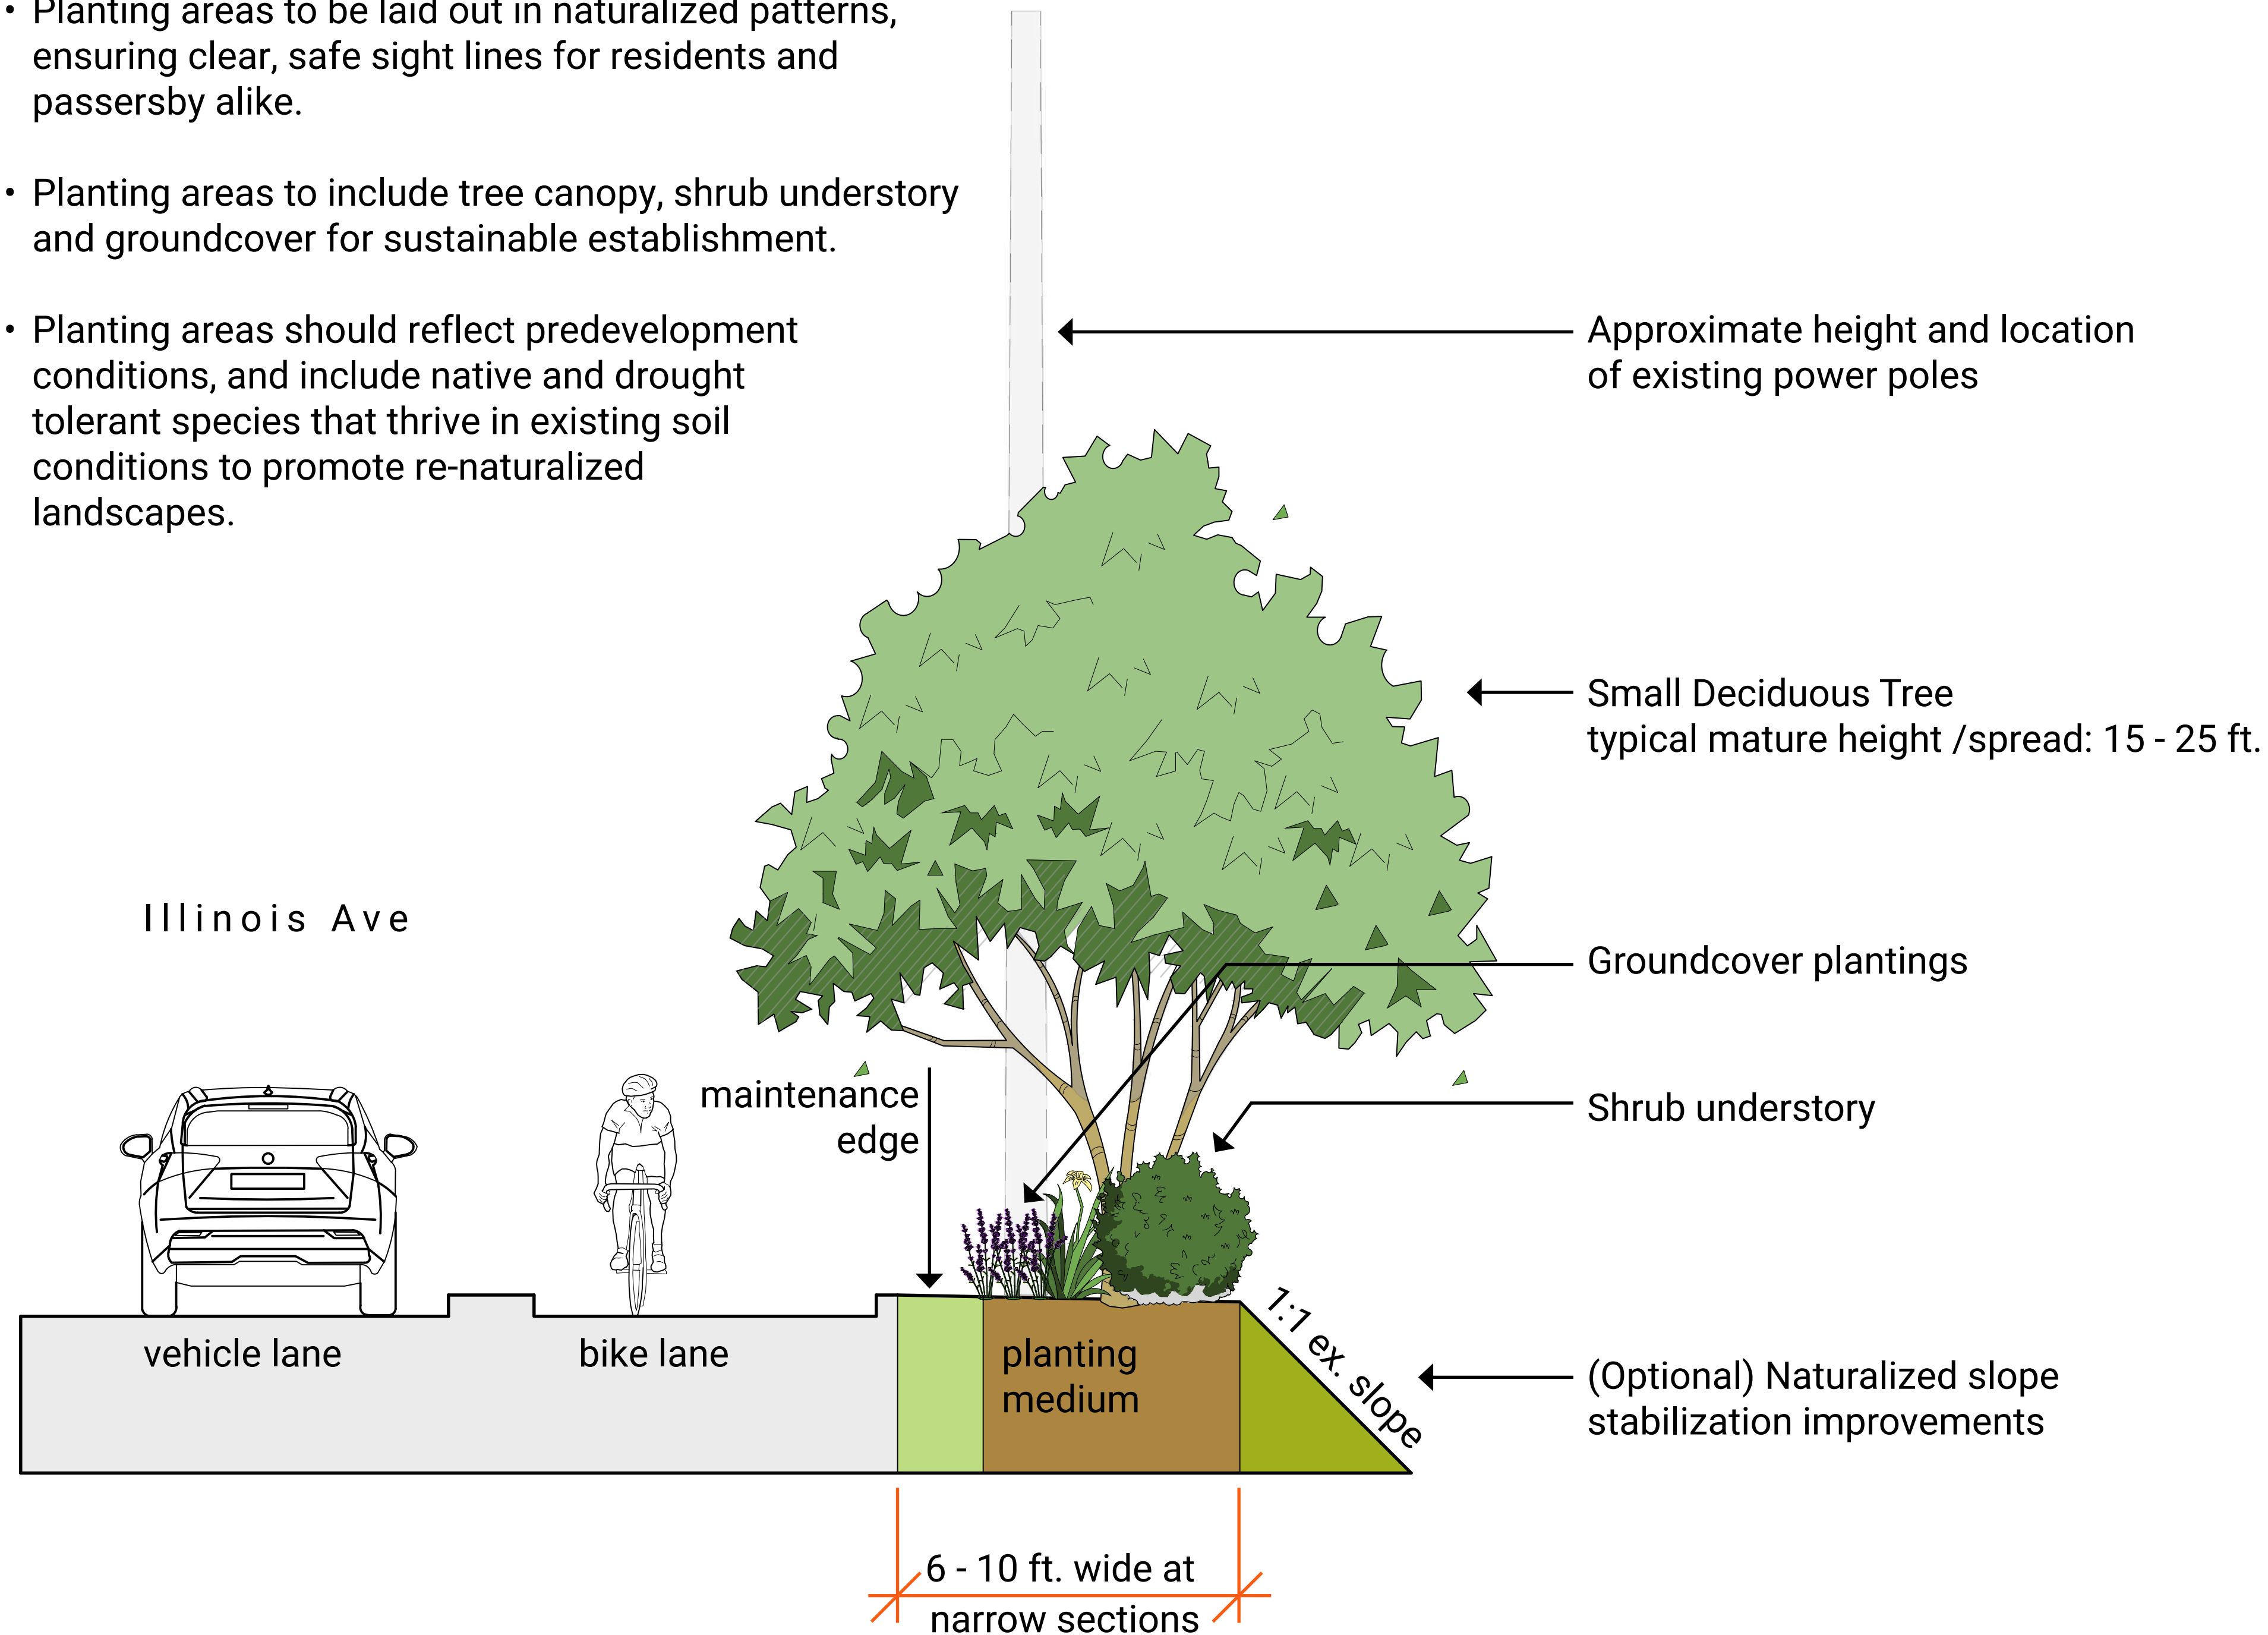 • Planting areas to be laid out in naturalized patterns,
ensuring clear, safe sight lines for residents and
passersby alike.
• Planting areas to include tree canopy, shrub understory
and groundcover for sustainable establishment.
• Planting areas should reflect predevelopment
conditions, and include native and drought
tolerant species that thrive in existing soil
conditions to promote re-naturalized
landscapes.
Approximate height and location
of existing power poles
Small Deciduous Tree
typical mature height /spread: 15 - 25 ft.
Illinois Ave
Groundcover plantings
maintenance
edge
Shrub understory
vehicle lane
bike lane
planting
medium
1:1 ex. slope
(Optional) Naturalized slope
stabilization improvements
6 - 10 ft. wide at
narrow sections